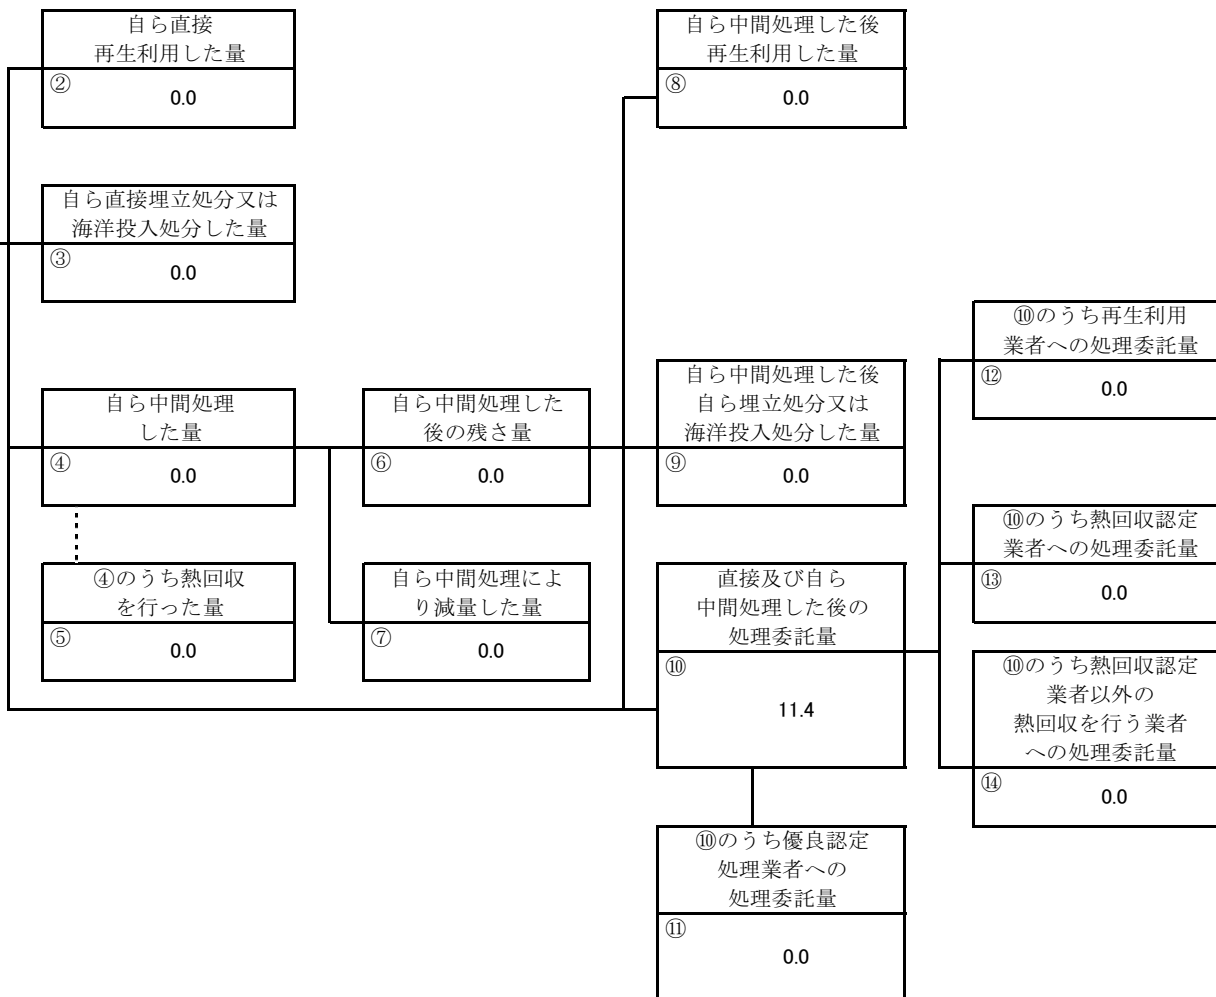 自ら直接
再生利用した量
②
0.0
自ら直接埋立処分又は
海洋投入処分した量
③
0.0
自ら中間処理
した量
④
0.0
④のうち熱回収
を行った量
⑤
0.0
自ら中間処理した
後の残さ量
⑥
0.0
自ら中間処理によ
り減量した量
⑦
0.0
自ら中間処理した後
再生利用した量
⑧
0.0
自ら中間処理した後
自ら埋立処分又は
海洋投入処分した量
⑨
0.0
直接及び自ら
中間処理した後の
処理委託量
⑩
11.4
⑩のうち優良認定
処理業者への
処理委託量
⑪
0.0
⑩のうち再生利用
業者への処理委託量
⑫
0.0
⑩のうち熱回収認定
業者への処理委託量
⑬
0.0
⑩のうち熱回収認定
業者以外の
熱回収を行う業者
への処理委託量
⑭
0.0